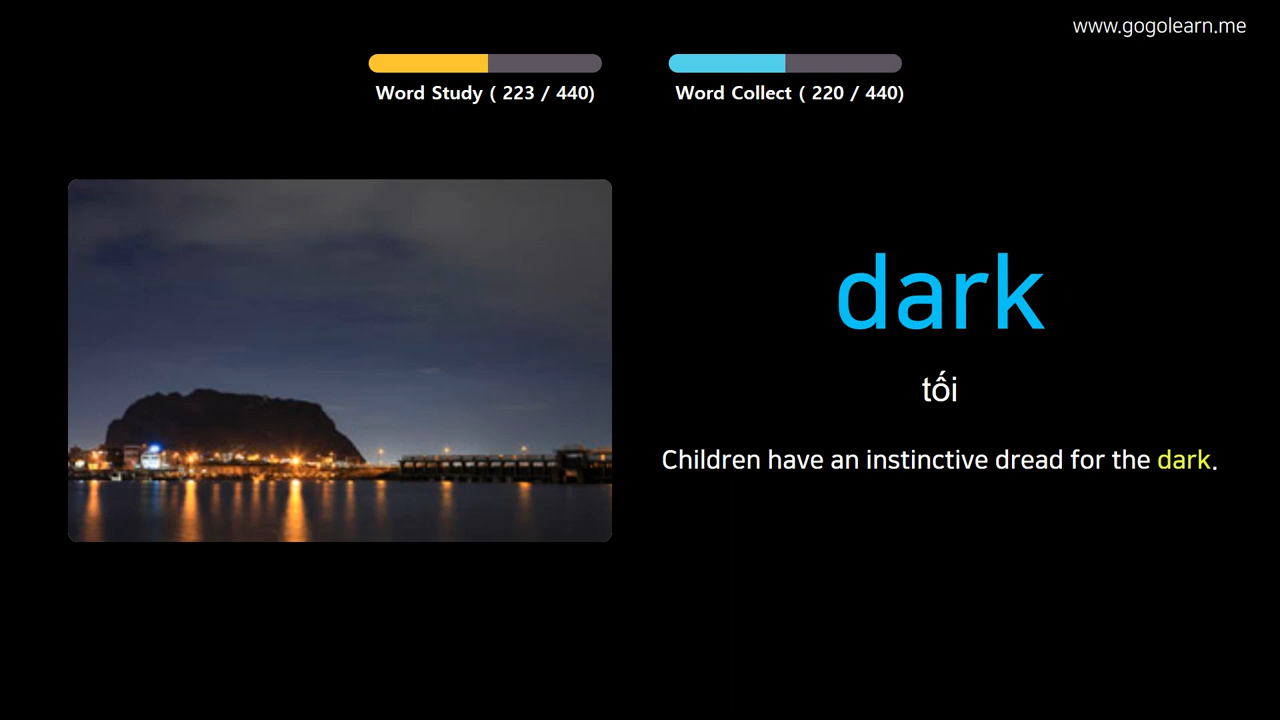 www.gogolearn.me
Word Study ( 223 / 440)
Word Collect ( 220 / 440)
dark
tối
Children have an instinctive dread for the dark.